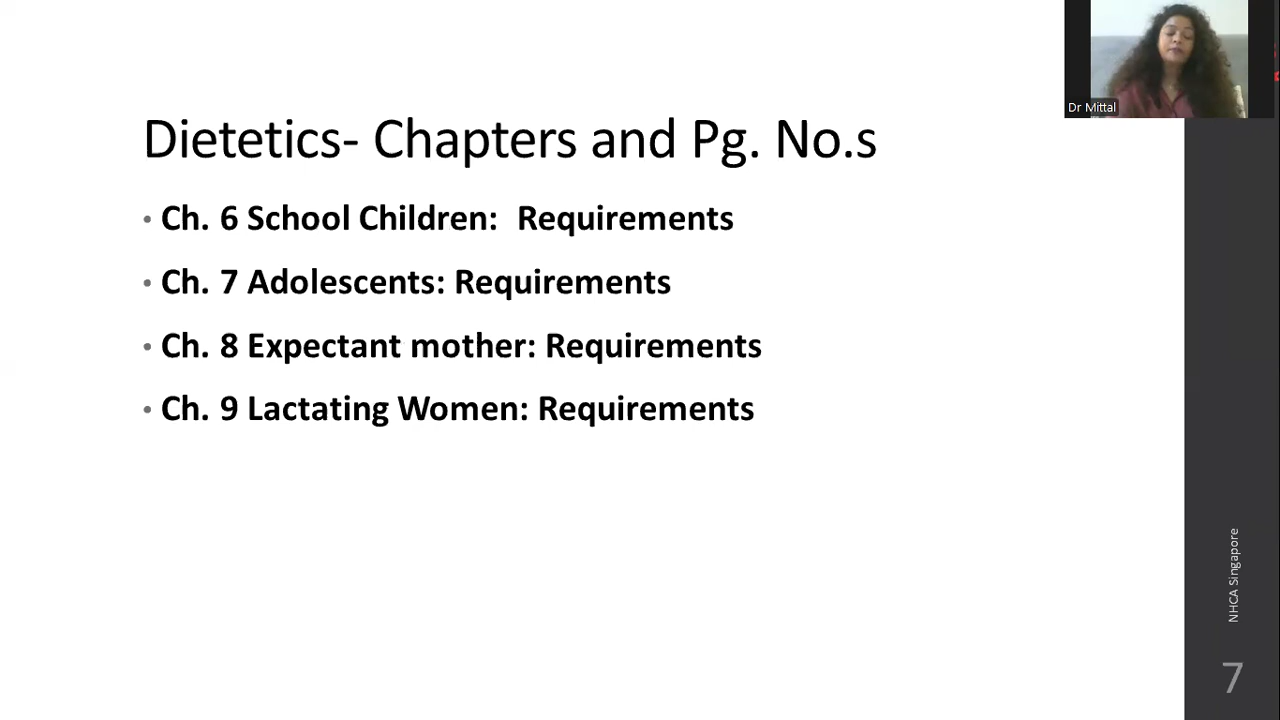 Dr Mittal
Dietetics- Chapters and Pg. No.s
• Ch. 6 School Children:  Requirements
• Ch. 7 Adolescents: Requirements
• Ch. 8 Expectant mother: Requirements
• Ch. 9 Lactating Women: Requirements
NHCA Singapore
7